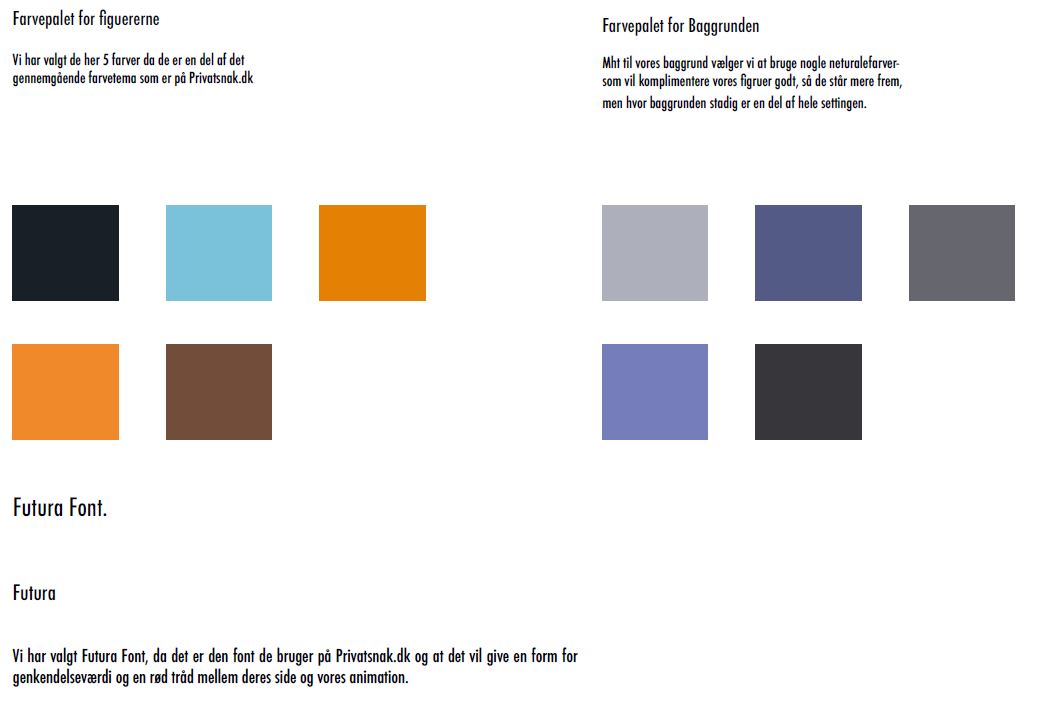 Farvepalet for figuererne
Vi har valgt de her 5 farver da de er en del af det
gennemgående farvetema som er på Privatsnak.dk
Farvepalet for Baggrunden
Mht til vores baggrund vælger vi at bruge nogle neturalefarver-
som vil komplimentere vores figruer godt, så de står mere frem,
men hvor baggrunden stadig er en del af hele settingen.
Futura Font.
Futura
Vi har valgt Futura Font, da det er den font de bruger på Privatsnak.dk og at det vil give en form for
genkendelseværdi og en rød tråd mellem deres side og vores animation.